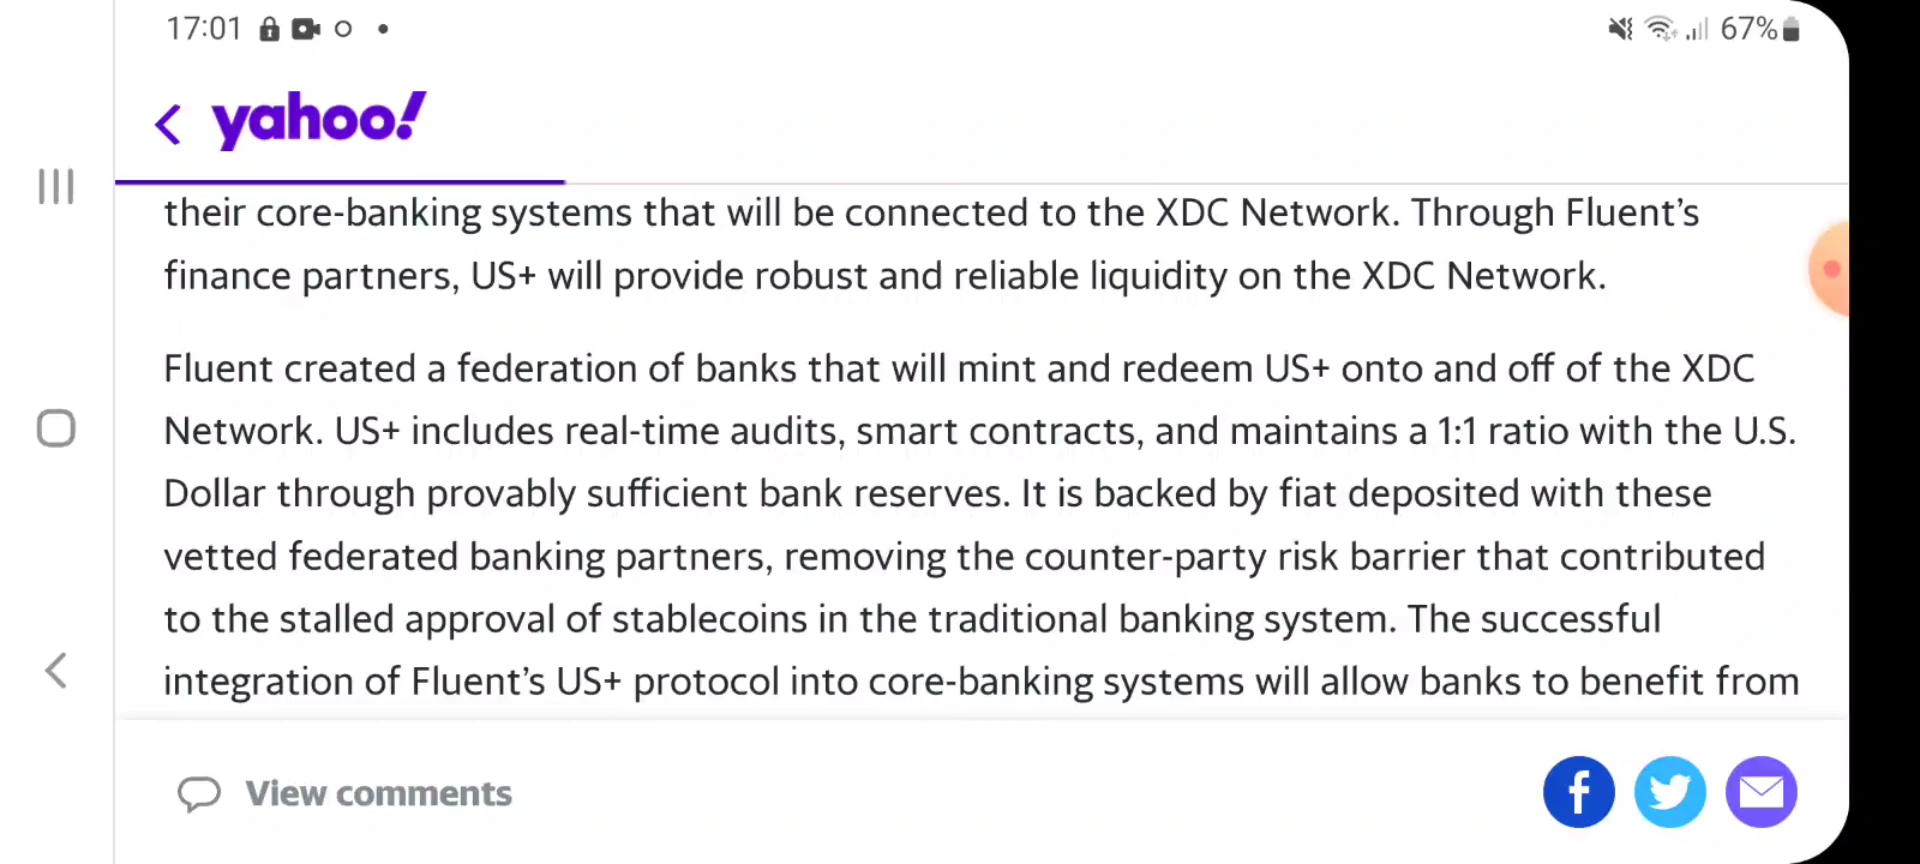 17:01
67%
yahoo!
their core-banking systems that will be connected to the XDC Network. Through Fluent’s
finance partners, US+ will provide robust and reliable liquidity on the XDC Network.
Fluent created a federation of banks that will mint and redeem US+ onto and off of the XDC
Network. US+ includes real-time audits, smart contracts, and maintains a 1:1 ratio with the U.S.
Dollar through provably sufficient bank reserves. It is backed by fiat deposited with these
vetted federated banking partners, removing the counter-party risk barrier that contributed
to the stalled approval of stablecoins in the traditional banking system. The successful
integration of Fluent’s US+ protocol into core-banking systems will allow banks to benefit from
View comments